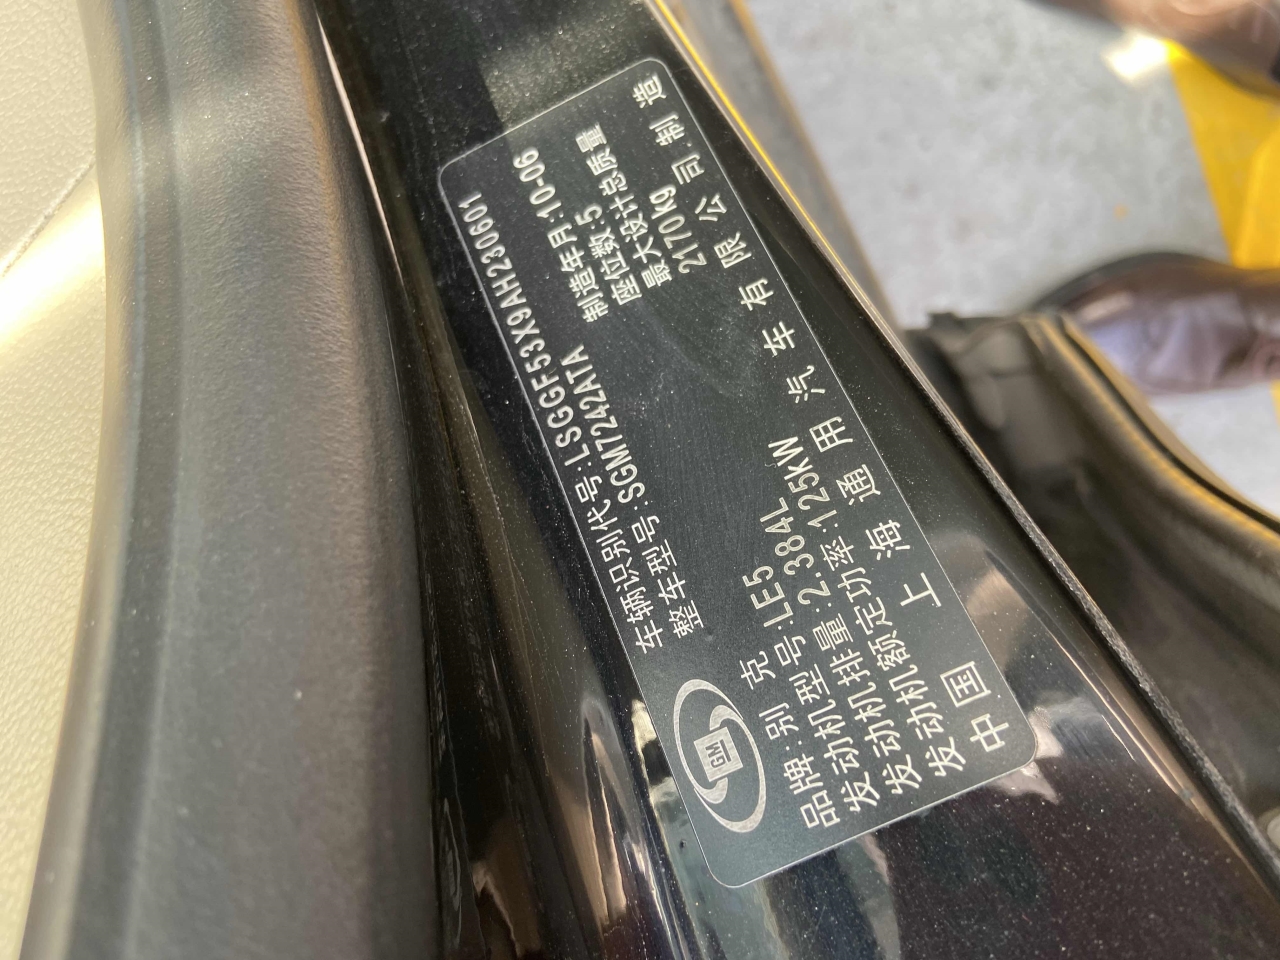 车辆识别代号:LSGGF53X9AH230601
整车型号:SGM7242ATA
制造年月:10-06
座位数:5
最大设计总质量
2170kg
GM
品牌:别 克
发动机型号:LE5
发动机排量:2.384L
发动机额定功率:125kW
中国 上海通用汽车有限公司.制造